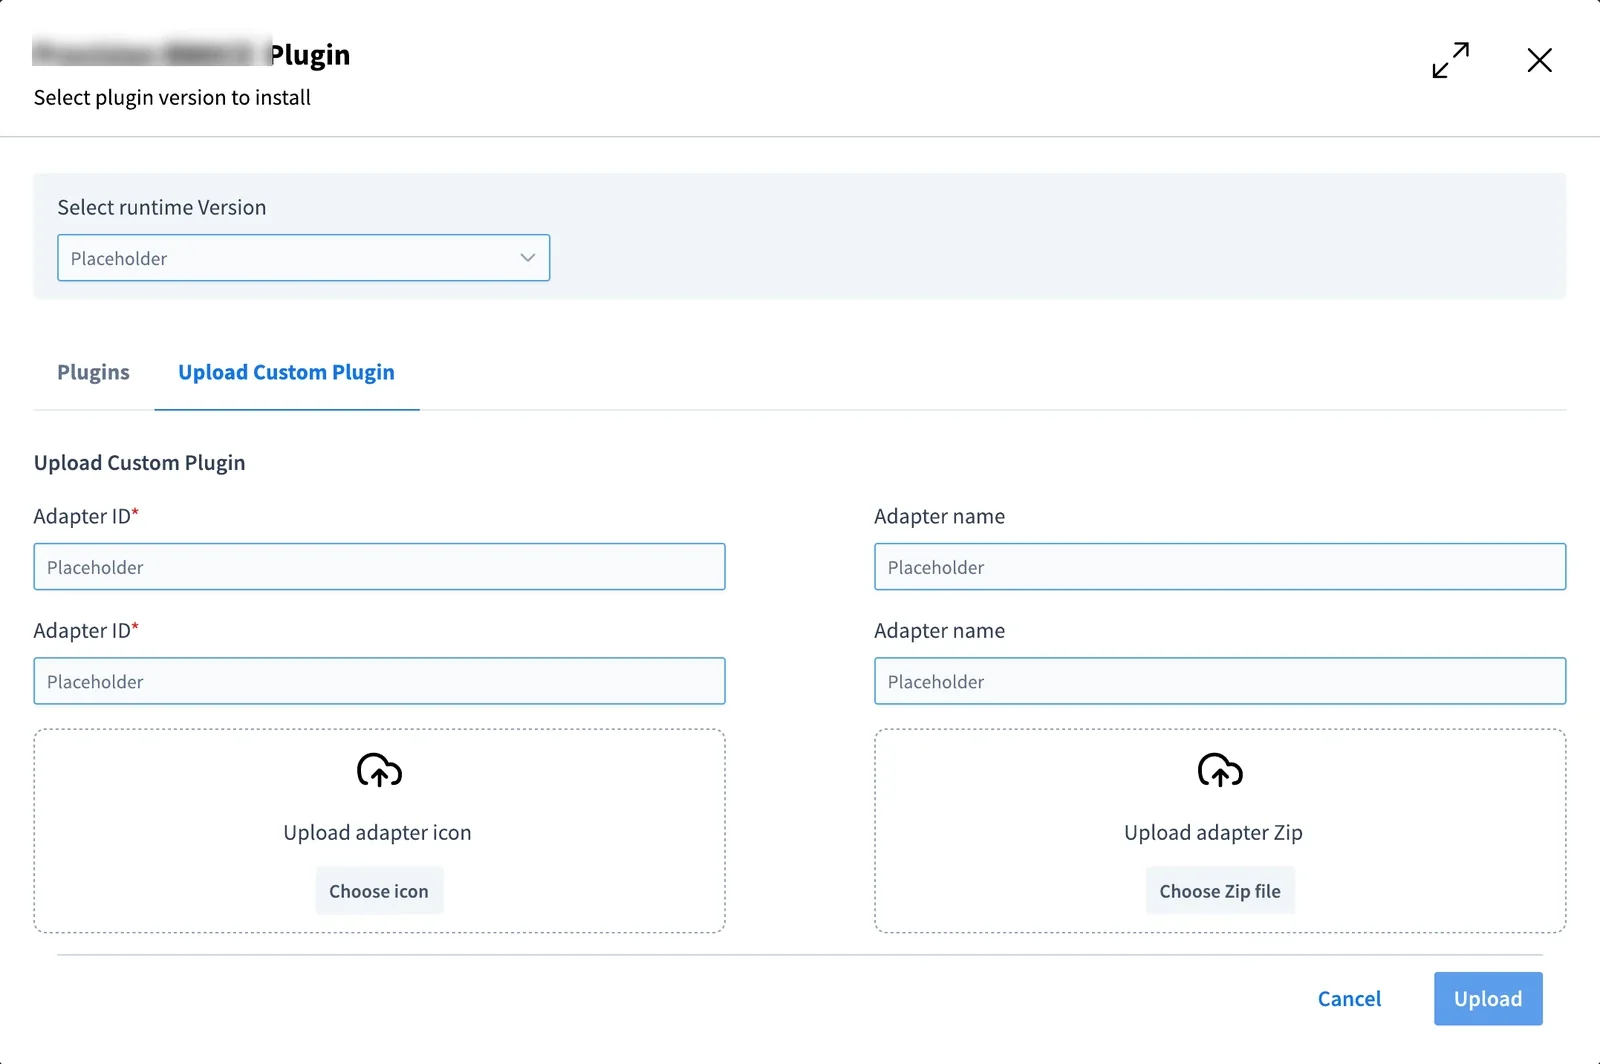 Plugin
Select plugin version to install
Select runtime Version
Placeholder
Plugins Upload Custom Plugin
Upload Custom Plugin
Adapter ID* Adapter name
Placeholder Placeholder
Adapter ID* Adapter name
Placeholder Placeholder
Upload adapter icon Upload adapter Zip
Choose icon Choose Zip file
Cancel Upload